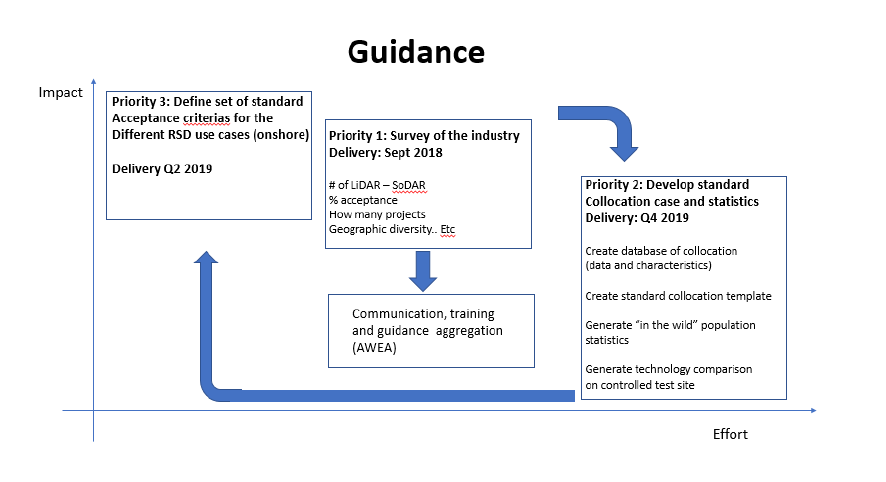 Guidance
Impact
Priority 3: Define set of standard
Acceptance criterias for the
Different RSD use cases (onshore)
Delivery Q2 2019
Priority 1: Survey of the industry
Delivery: Sept 2018
# of LiDAR – SoDAR
% acceptance
How many projects
Geographic diversity.. Etc
Communication, training
and guidance aggregation
(AWEA)
Priority 2: Develop standard
Collocation case and statistics
Delivery: Q4 2019
Create database of collocation
(data and characteristics)
Create standard collocation template
Generate “in the wild” population
statistics
Generate technology comparison
on controlled test site
Effort